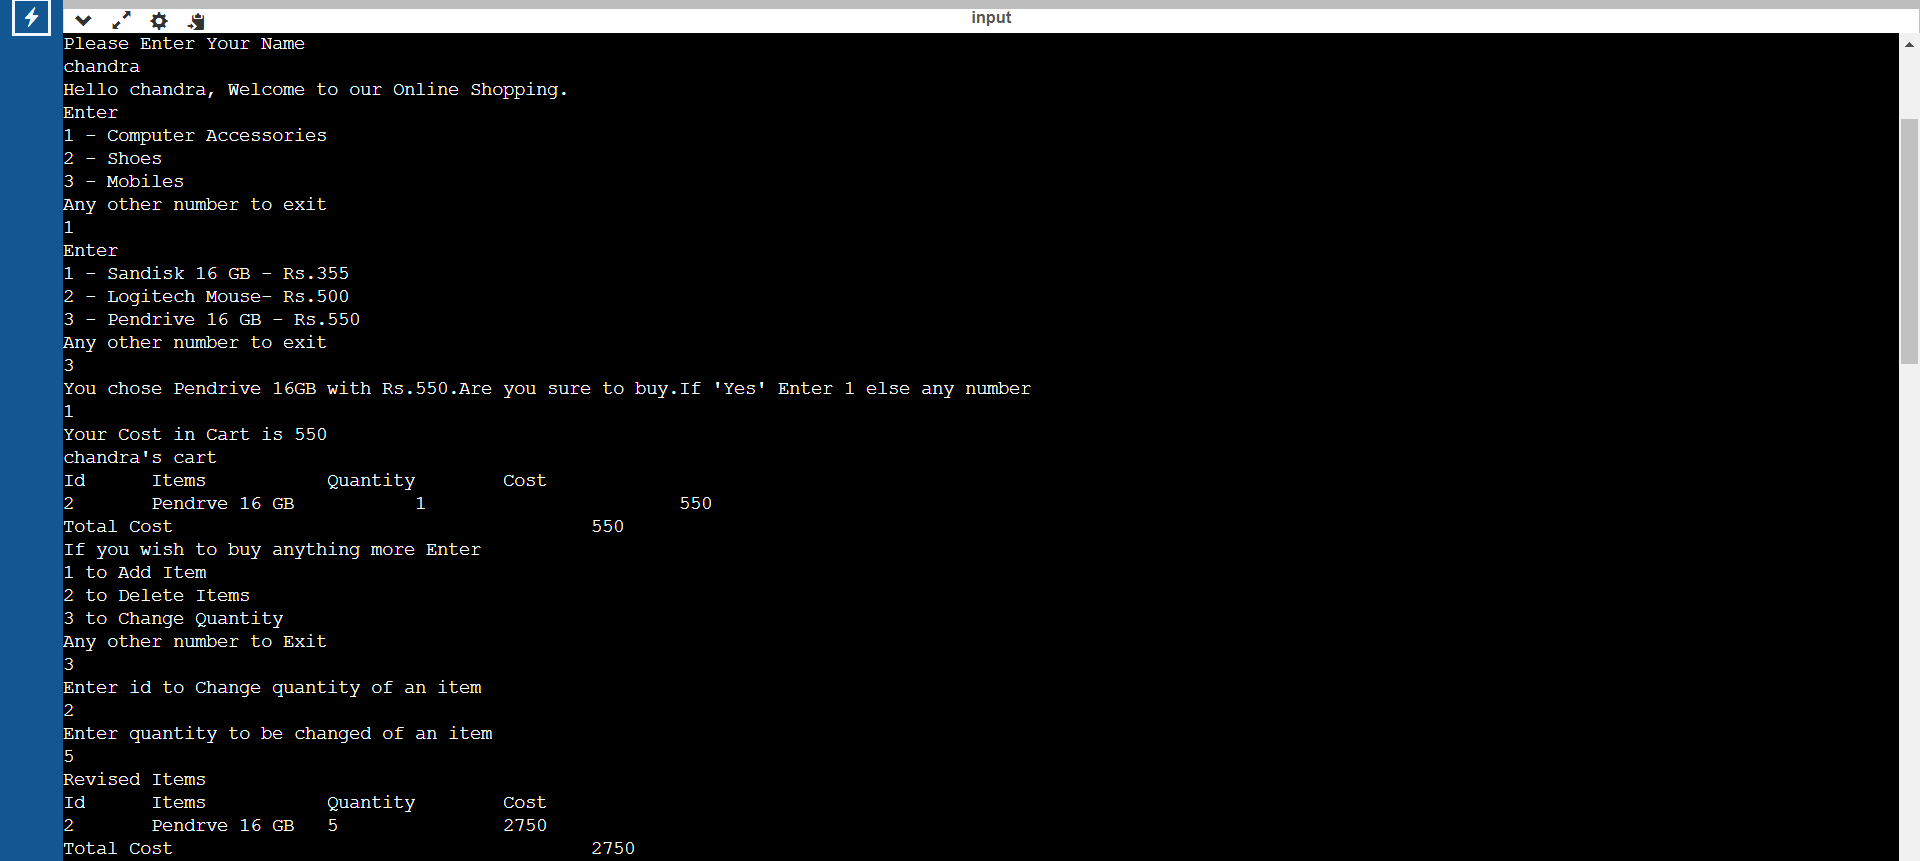 input
Please Enter Your Name
chandra
Hello chandra, Welcome to our Online Shopping.
Enter
1 - Computer Accessories
2 - Shoes
3 - Mobiles
Any other number to exit
1
Enter
1 - Sandisk 16 GB - Rs.355
2 - Logitech Mouse- Rs.500
3 - Pendrive 16 GB - Rs.550
Any other number to exit
3
You chose Pendrive 16GB with Rs.550.Are you sure to buy.If 'Yes' Enter 1 else any number
1
Your Cost in Cart is 550
chandra's cart
Id Items Quantity Cost
2 Pendrve 16 GB 1 550
Total Cost 550
If you wish to buy anything more Enter
1 to Add Item
2 to Delete Items
3 to Change Quantity
Any other number to Exit
3
Enter id to Change quantity of an item
2
Enter quantity to be changed of an item
5
Revised Items
Id Items Quantity Cost
2 Pendrve 16 GB 5 2750
Total Cost 2750